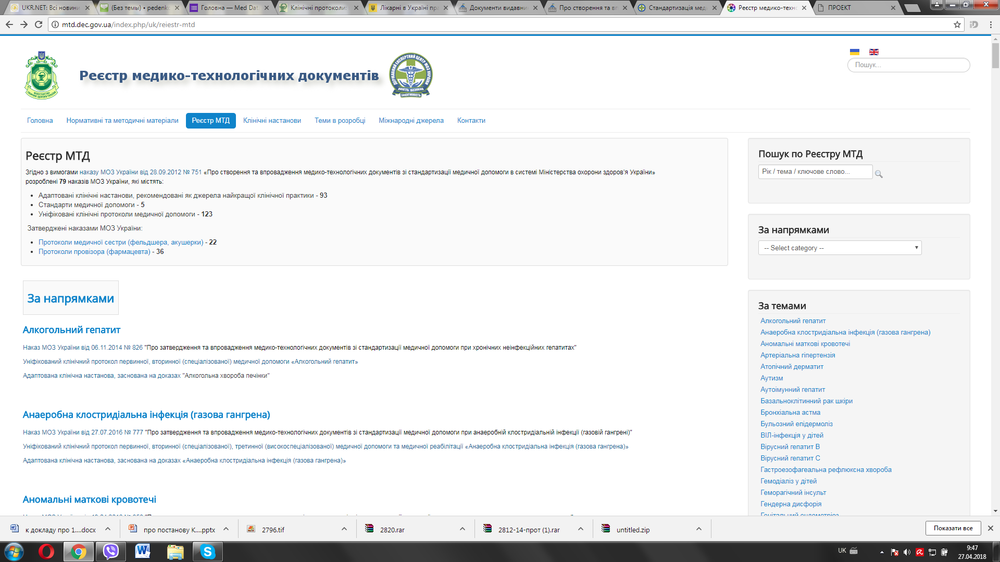 UKR.NET: Всі новини
(Без темы) • pedenko
Головна — Med Dat
Клінічні протоколи
Лікарні в Україні пра
Документи видавни
Про створення та вп
Стандартизація мед
Реєстр медико-техн
ПРОЕКТ
mtd.dec.gov.ua/index.php/uk/reiestr-mtd
Реєстр медико-технологічних документів
Пошук...
Головна
Нормативні та методичні матеріали
Реєстр МТД
Клінічні настанови
Теми в розробці
Міжнародні джерела
Контакти
Реєстр МТД
Згідно з вимогами наказу МОЗ України від 28.09.2012 № 751 «Про створення та впровадження медико-технологічних документів зі стандартизації медичної допомоги в системі Міністерства охорони здоров'я України»
розроблені 79 наказів МОЗ України, які містять:
• Адаптовані клінічні настанови, рекомендовані як джерела найкращої клінічної практики - 93
• Стандарти медичної допомоги - 5
• Уніфіковані клінічні протоколи медичної допомоги - 123
Затверджені наказами МОЗ України:
• Протоколи медичної сестри (фельдшера, акушерки) - 22
• Протоколи провізора (фармацевта) - 36
За напрямками
Алкогольний гепатит
Наказ МОЗ України від 06.11.2014 № 826 "Про затвердження та впровадження медико-технологічних документів зі стандартизації медичної допомоги при хронічних неінфекційних гепатитах"
Уніфікований клінічний протокол первинної, вторинної (спеціалізованої) медичної допомоги «Алкогольний гепатит»
Адаптована клінічна настанова, заснована на доказах "Алкогольна хвороба печінки"
Анаеробна клостридіальна інфекція (газова гангрена)
Наказ МОЗ України від 27.07.2016 № 777 "Про затвердження та впровадження медико-технологічних документів зі стандартизації медичної допомоги при анаеробній клостридіальній інфекції (газовій гангрені)"
Уніфікований клінічний протокол первинної, вторинної (спеціалізованої), третинної (високоспеціалізованої) медичної допомоги та медичної реабілітації «Анаеробна клостридіальна інфекція (газова гангрена)»
Адаптована клінічна настанова, заснована на доказах «Анаеробна клостридіальна інфекція (газова гангрена)»
Аномальні маткові кровотечі
Пошук по Реєстру МТД
Рік / тема / ключове слово...
За напрямками
-- Select category --
За темами
Алкогольний гепатит
Анаеробна клостридіальна інфекція (газова гангрена)
Аномальні маткові кровотечі
Артеріальна гіпертензія
Атопічний дерматит
Аутизм
Аутоімунний гепатит
Базальноклітинний рак шкіри
Бронхіальна астма
Бульозний епідермоліз
ВІЛ-інфекція у дітей
Вірусний гепатит В
Вірусний гепатит С
Гастроезофагеальна рефлюксна хвороба
Гемодіаліз у дітей
Геморагічний інсульт
Гендерна дисфорія
Генітальний ендометріоз
к докладу про 1....docx
про постанову К....pptx
2796.tif
2820.rar
2812-14-прот (1).rar
untitled.zip
Показати все
UK
9:47
27.04.2018